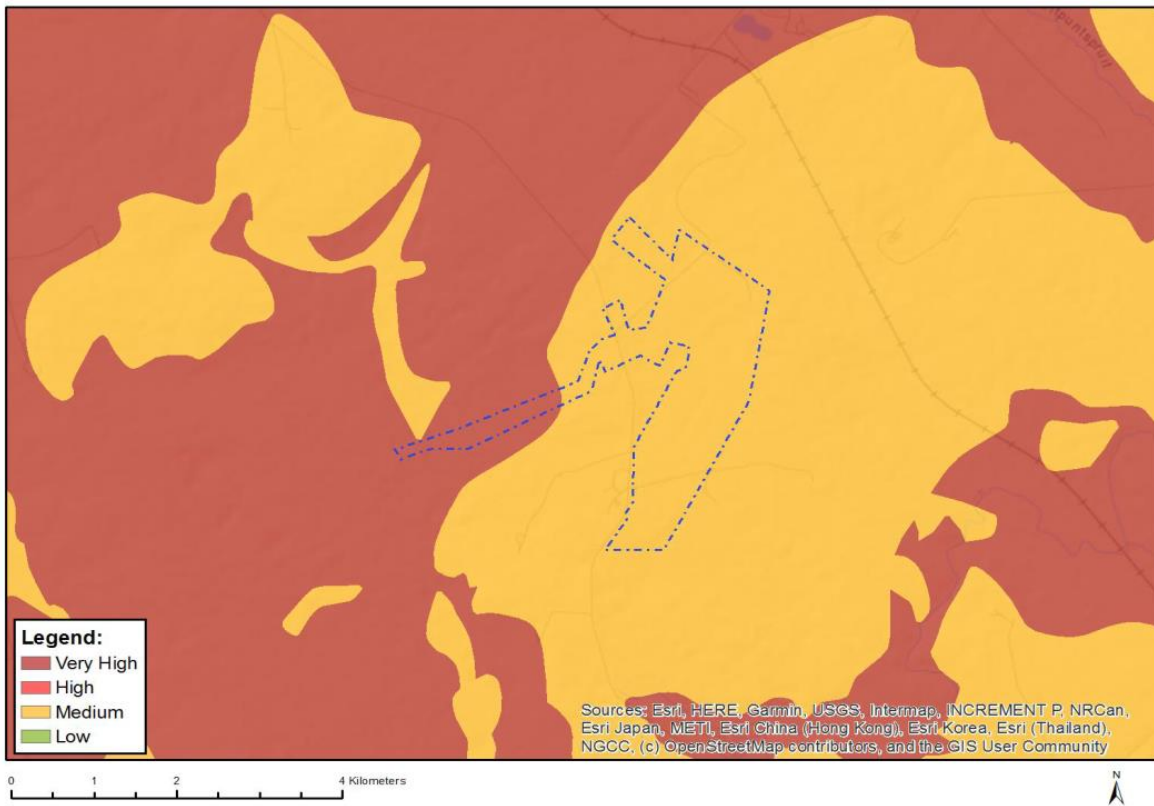 puntspruit
Legend:
Very High
High
Medium
Low
Sources: Esri, HERE, Garmin, USGS, Intermap, INCREMENT P, NRCan,
Esri Japan, METI, Esri China (Hong Kong), Esri Korea, Esri (Thailand),
NGCC, (c) OpenStreetMap contributors, and the GIS User Community
0 1 2 4 Kilometers
N